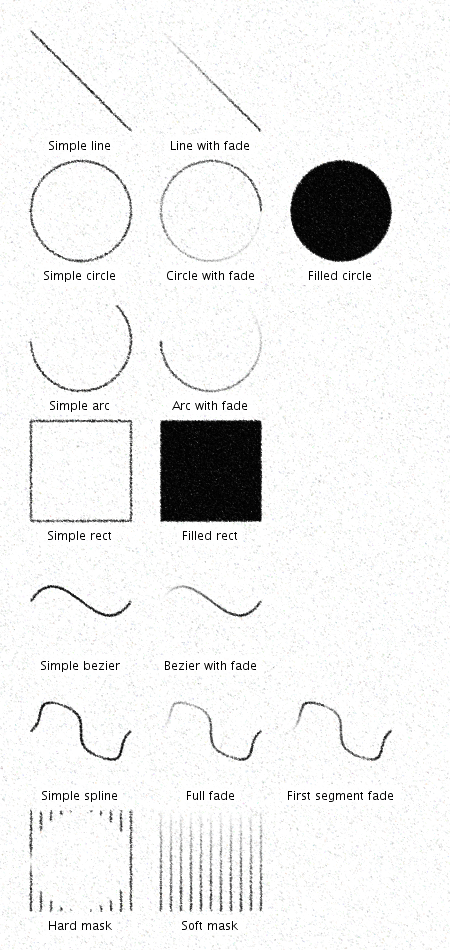 Simple line
Line with fade
Simple circle
Circle with fade
Filled circle
Simple arc
Arc with fade
Simple rect
Filled rect
Simple bezier
Bezier with fade
Simple spline
Full fade
First segment fade
Hard mask
Soft mask